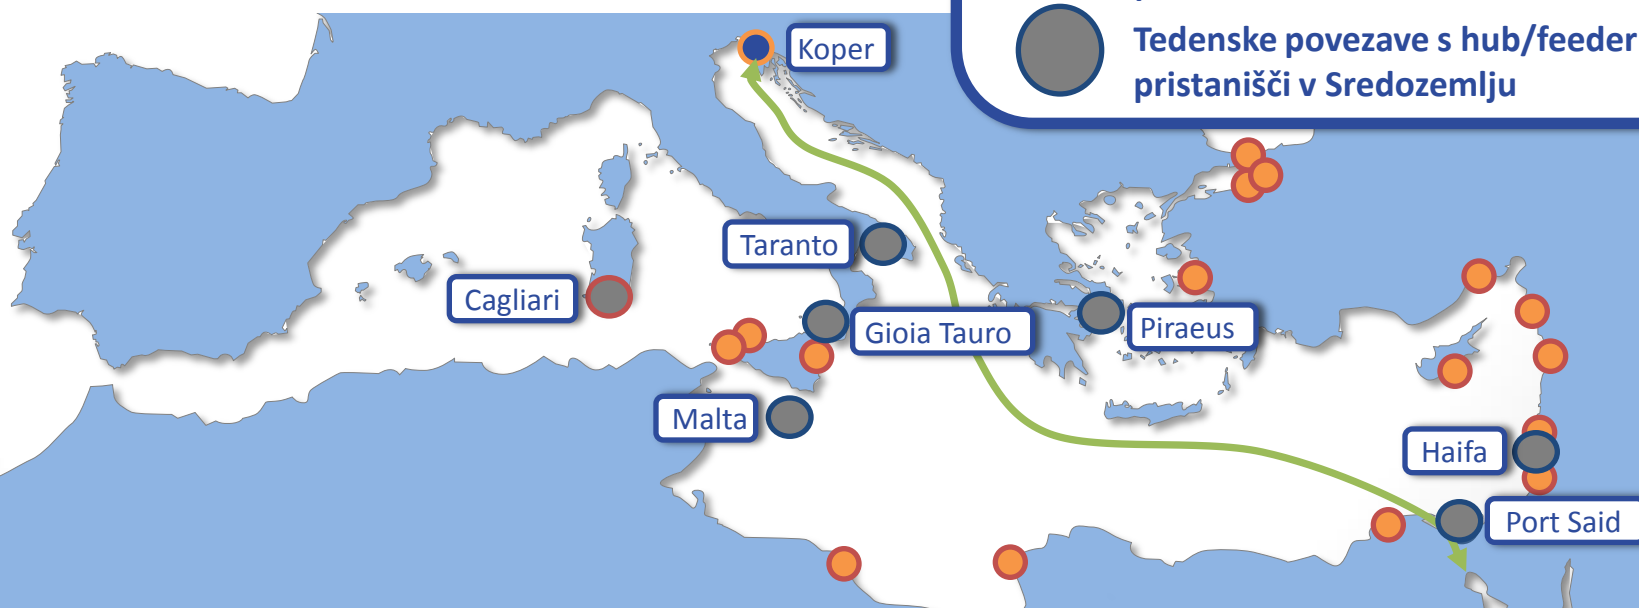 Tedenske povezave s hub/feeder
pristanišči v Sredozemlju
Koper
Taranto
Cagliari
Gioia Tauro
Piraeus
Malta
Haifa
Port Said